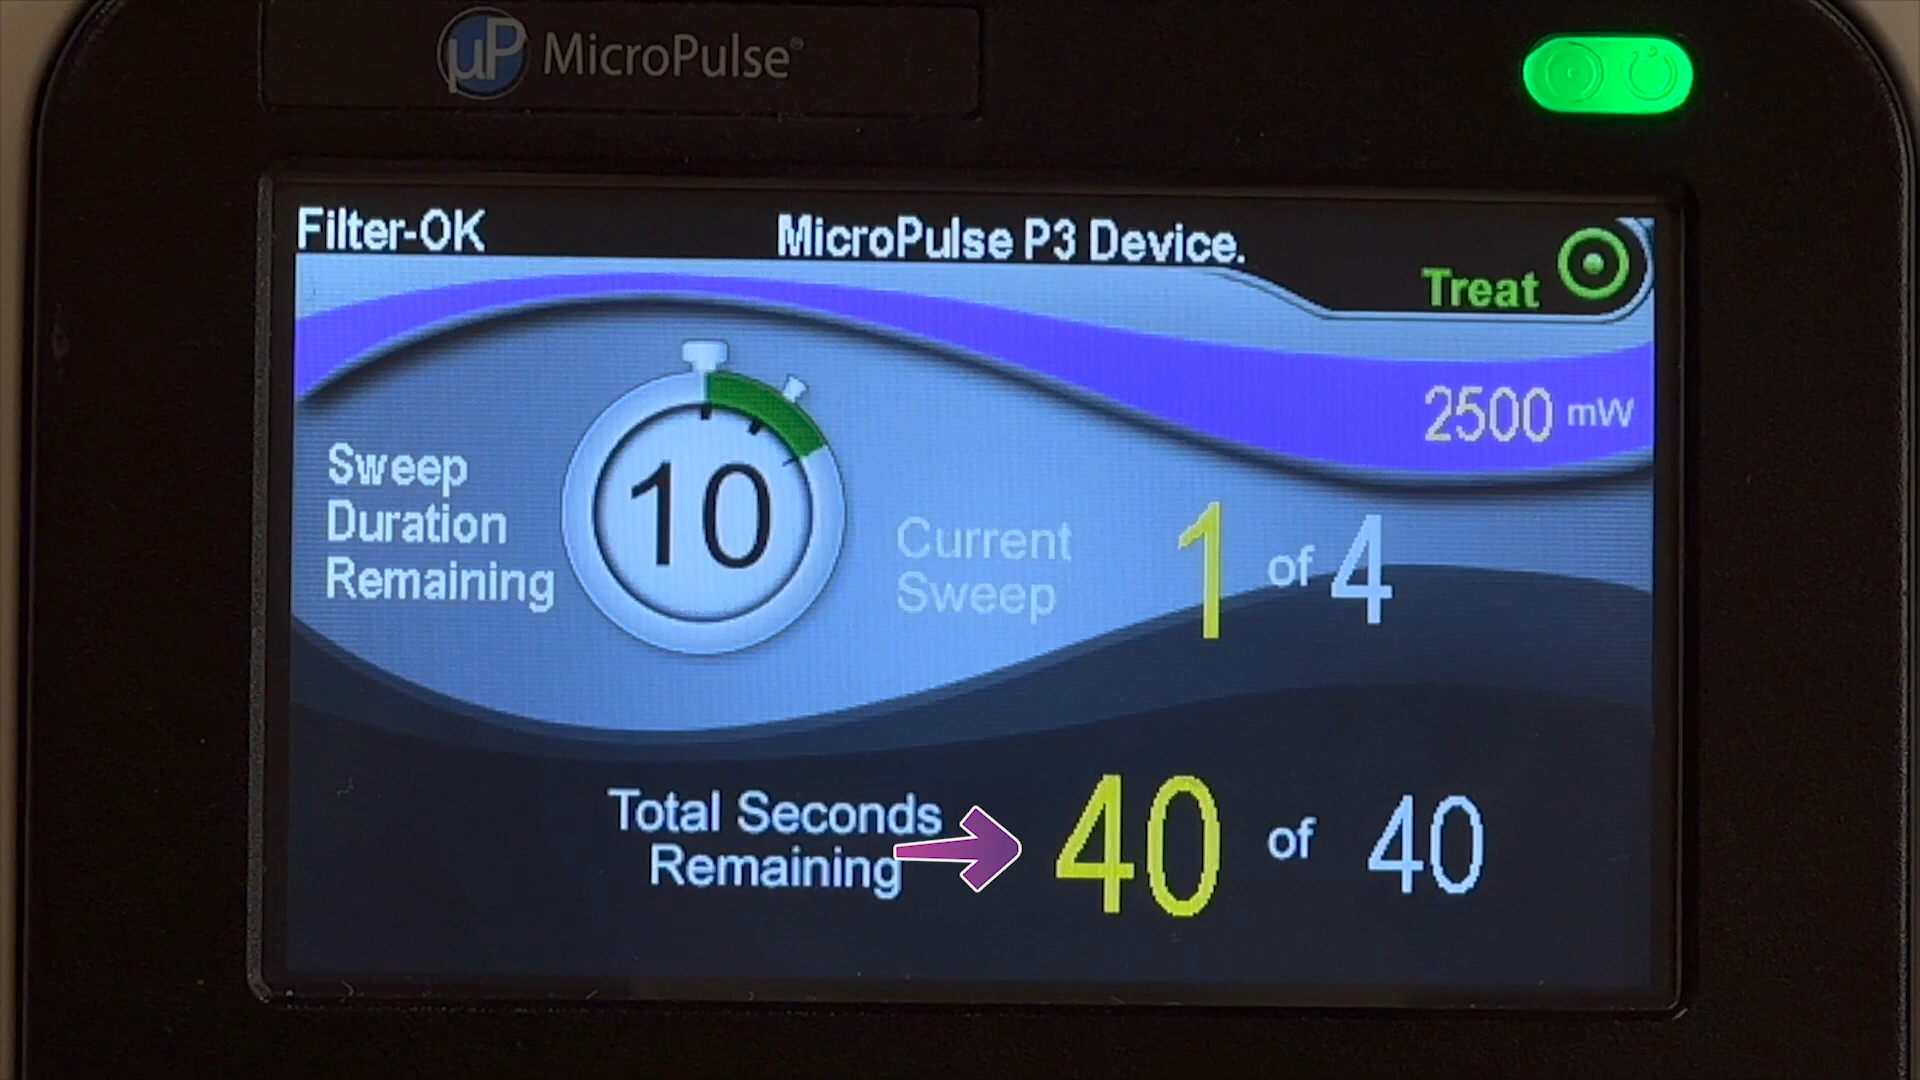 µP MicroPulse®
Filter-OK
MicroPulse P3 Device.
Treat
2500 mW
Sweep
Duration
Remaining
10
Current
Sweep
1 of 4
Total Seconds
Remaining
40 of 40